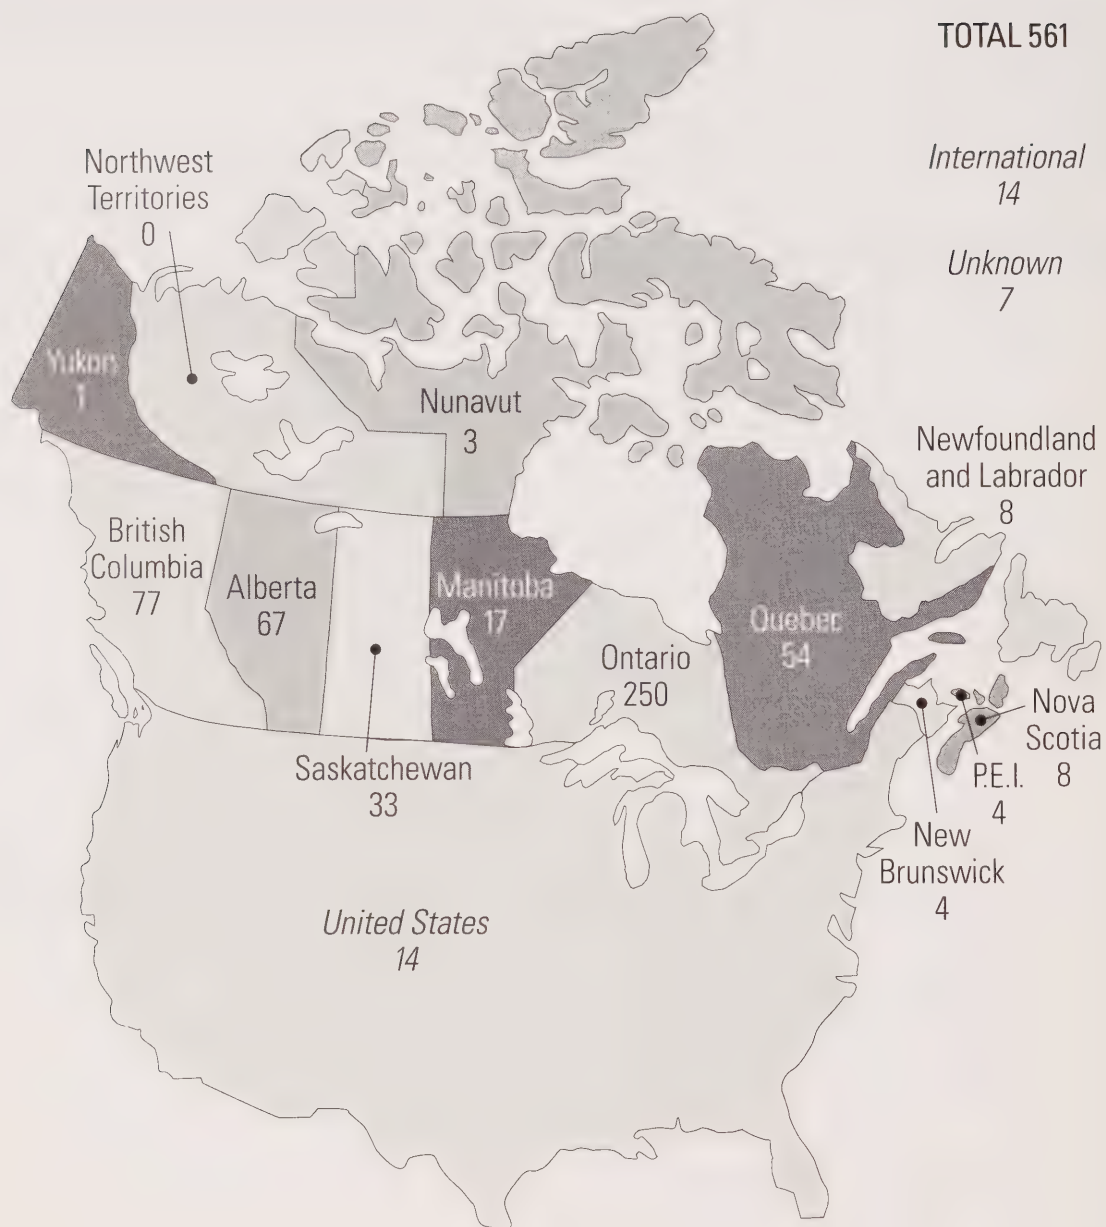 TOTAL 561
International
14
Unknown
7
Northwest
Territories
0
Yukon
1
Nunavut
3
Newfoundland
and Labrador
8
British
Columbia
77
Alberta
67
Manitoba
17
Quebec
54
Ontario
250
Saskatchewan
33
Nova
Scotia
8
P.E.I.
4
New
Brunswick
4
United States
14